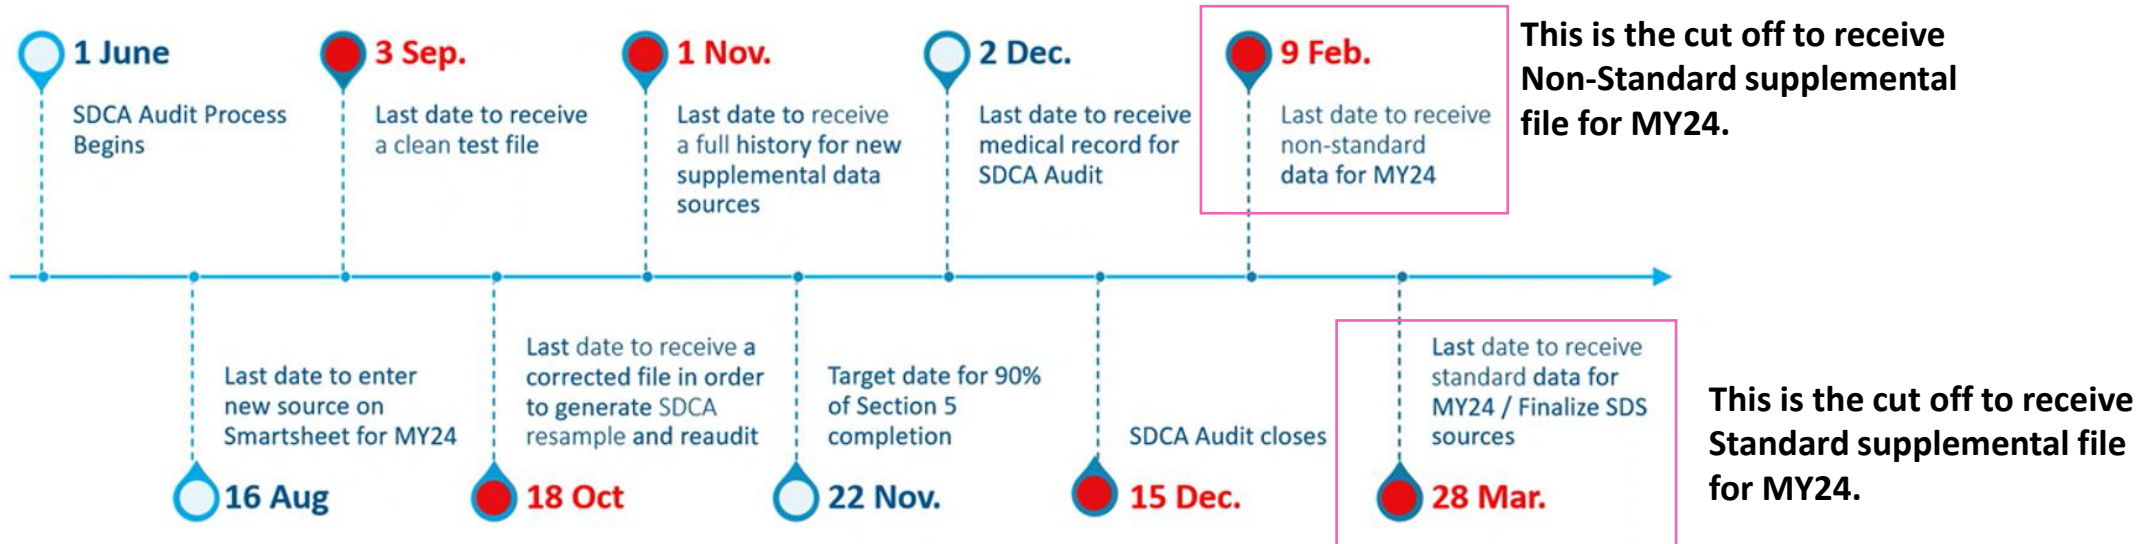 1 June
SDCA Audit Process
Begins
3 Sep.
Last date to receive
a clean test file
1 Nov.
Last date to receive
a full history for new
supplemental data
sources
2 Dec.
Last date to receive
medical record for
SDCA Audit
9 Feb.
Last date to receive
non-standard
data for MY24
This is the cut off to receive
Non-Standard supplemental
file for MY24.
Last date to enter
new source on
Smartsheet for MY24
16 Aug
Last date to receive a
corrected file in order
to generate SDCA
resample and reaudit
18 Oct
Target date for 90%
of Section 5
completion
22 Nov.
SDCA Audit closes
15 Dec.
Last date to receive
standard data for
MY24 / Finalize SDS
sources
28 Mar.
This is the cut off to receive
Standard supplemental file
for MY24.